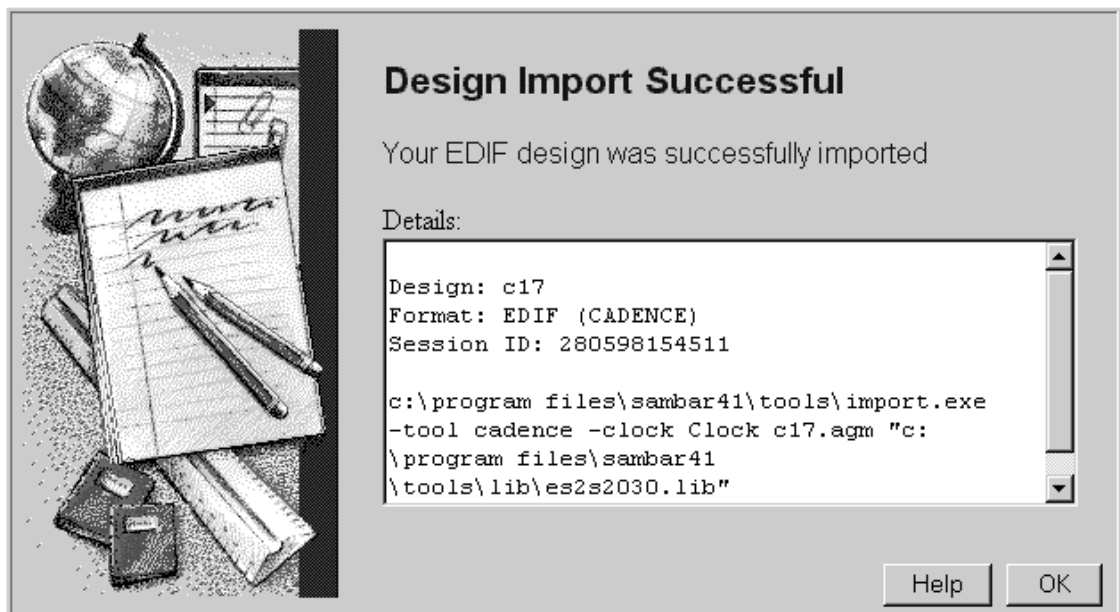 Design Import Successful
Your EDIF design was successfully imported
Details:
Design: c17
Format: EDIF (CADENCE)
Session ID: 280598154511
c:\program files\sambar41\tools\import.exe
-tool cadence -clock Clock c17.agm "c:
\program files\sambar41
\tools\lib\es2s2030.lib"
Help
OK